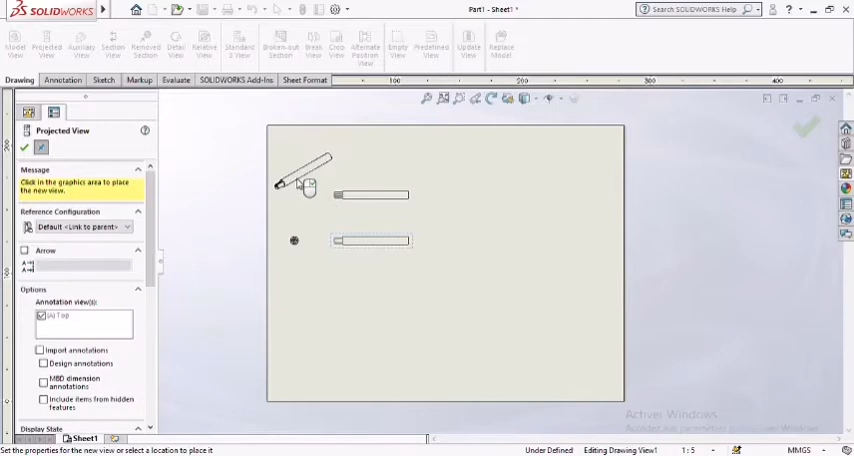 SOLIDWORKS
Part1 - Sheet1 *
Search SOLIDWORKS Help
Model View
Projected View
Auxiliary View
Section View
Removed Section
Detail View
Relative View
Standard 3 View
Broken-out Section
Break View
Crop View
Alternate Position View
Empty View
Predefined View
Update View
Replace Model
Drawing
Annotation
Sketch
Markup
Evaluate
SOLIDWORKS Add-Ins
Sheet Format
100
200
300
400
Projected View
Message
Click in the graphics area to place
the new view.
Reference Configuration
Default <Link to parent>
Arrow
Options
Annotation view(s):
(A) Top
Import annotations
Design annotations
MBD dimension
annotations
Include items from hidden
features
Display State
200
100
0
Activer Windows
Sheet1
Set the properties for the new view or select a location to place it
Under Defined
Editing Drawing View1
1 : 5
MMGS